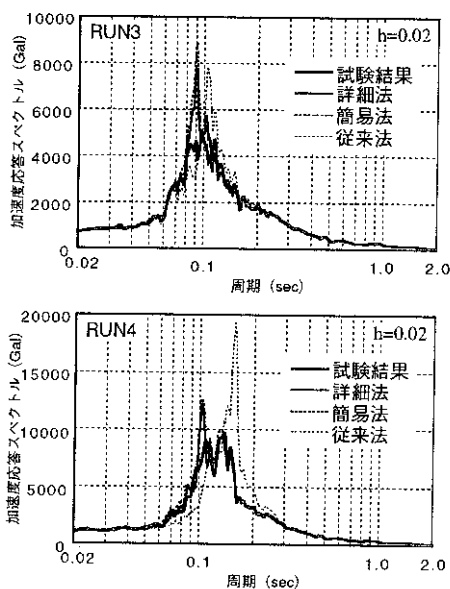 RUN3
h=0.02
試験結果
詳細法
簡易法
従来法
加速度応答スペクトル (Gal)
10000
8000
6000
4000
2000
0
0.02
0.1
1.0
2.0
周期 (sec)
RUN4
h=0.02
試験結果
詳細法
簡易法
従来法
加速度応答スペクトル (Gal)
20000
15000
10000
5000
0
0.02
0.1
1.0
2.0
周期 (sec)